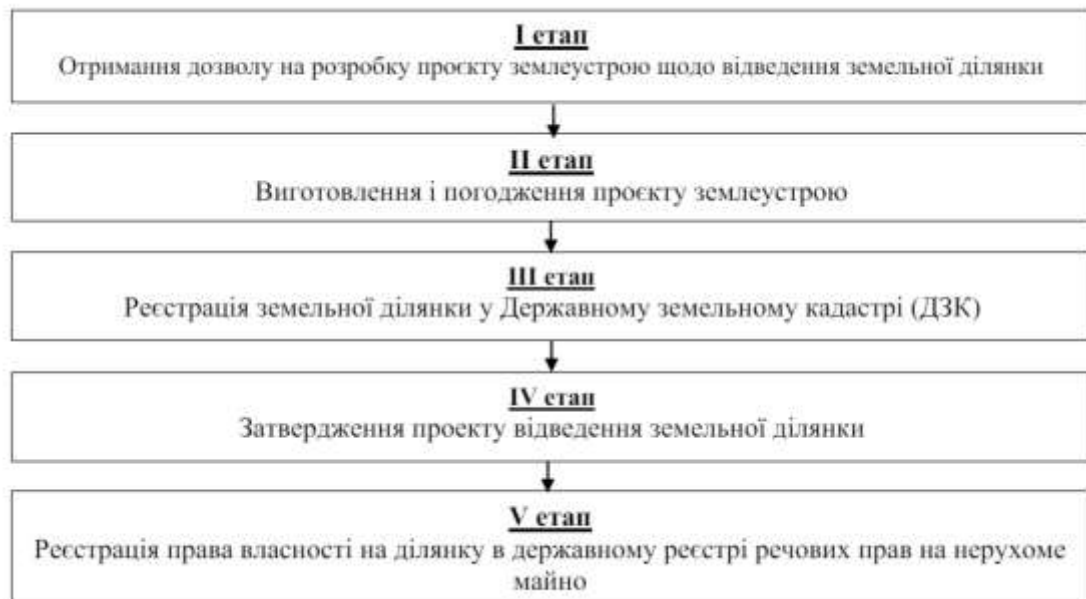 I етап
Отримання дозволу на розробку проєкту землеустрою щодо відведення земельної ділянки
II етап
Виготовлення і погодження проєкту землеустрою
III етап
Реєстрація земельної ділянки у Державному земельному кадастрі (ДЗК)
IV етап
Затвердження проекту відведення земельної ділянки
V етап
Реєстрація права власності на ділянку в державному реєстрі речових прав на нерухоме
майно